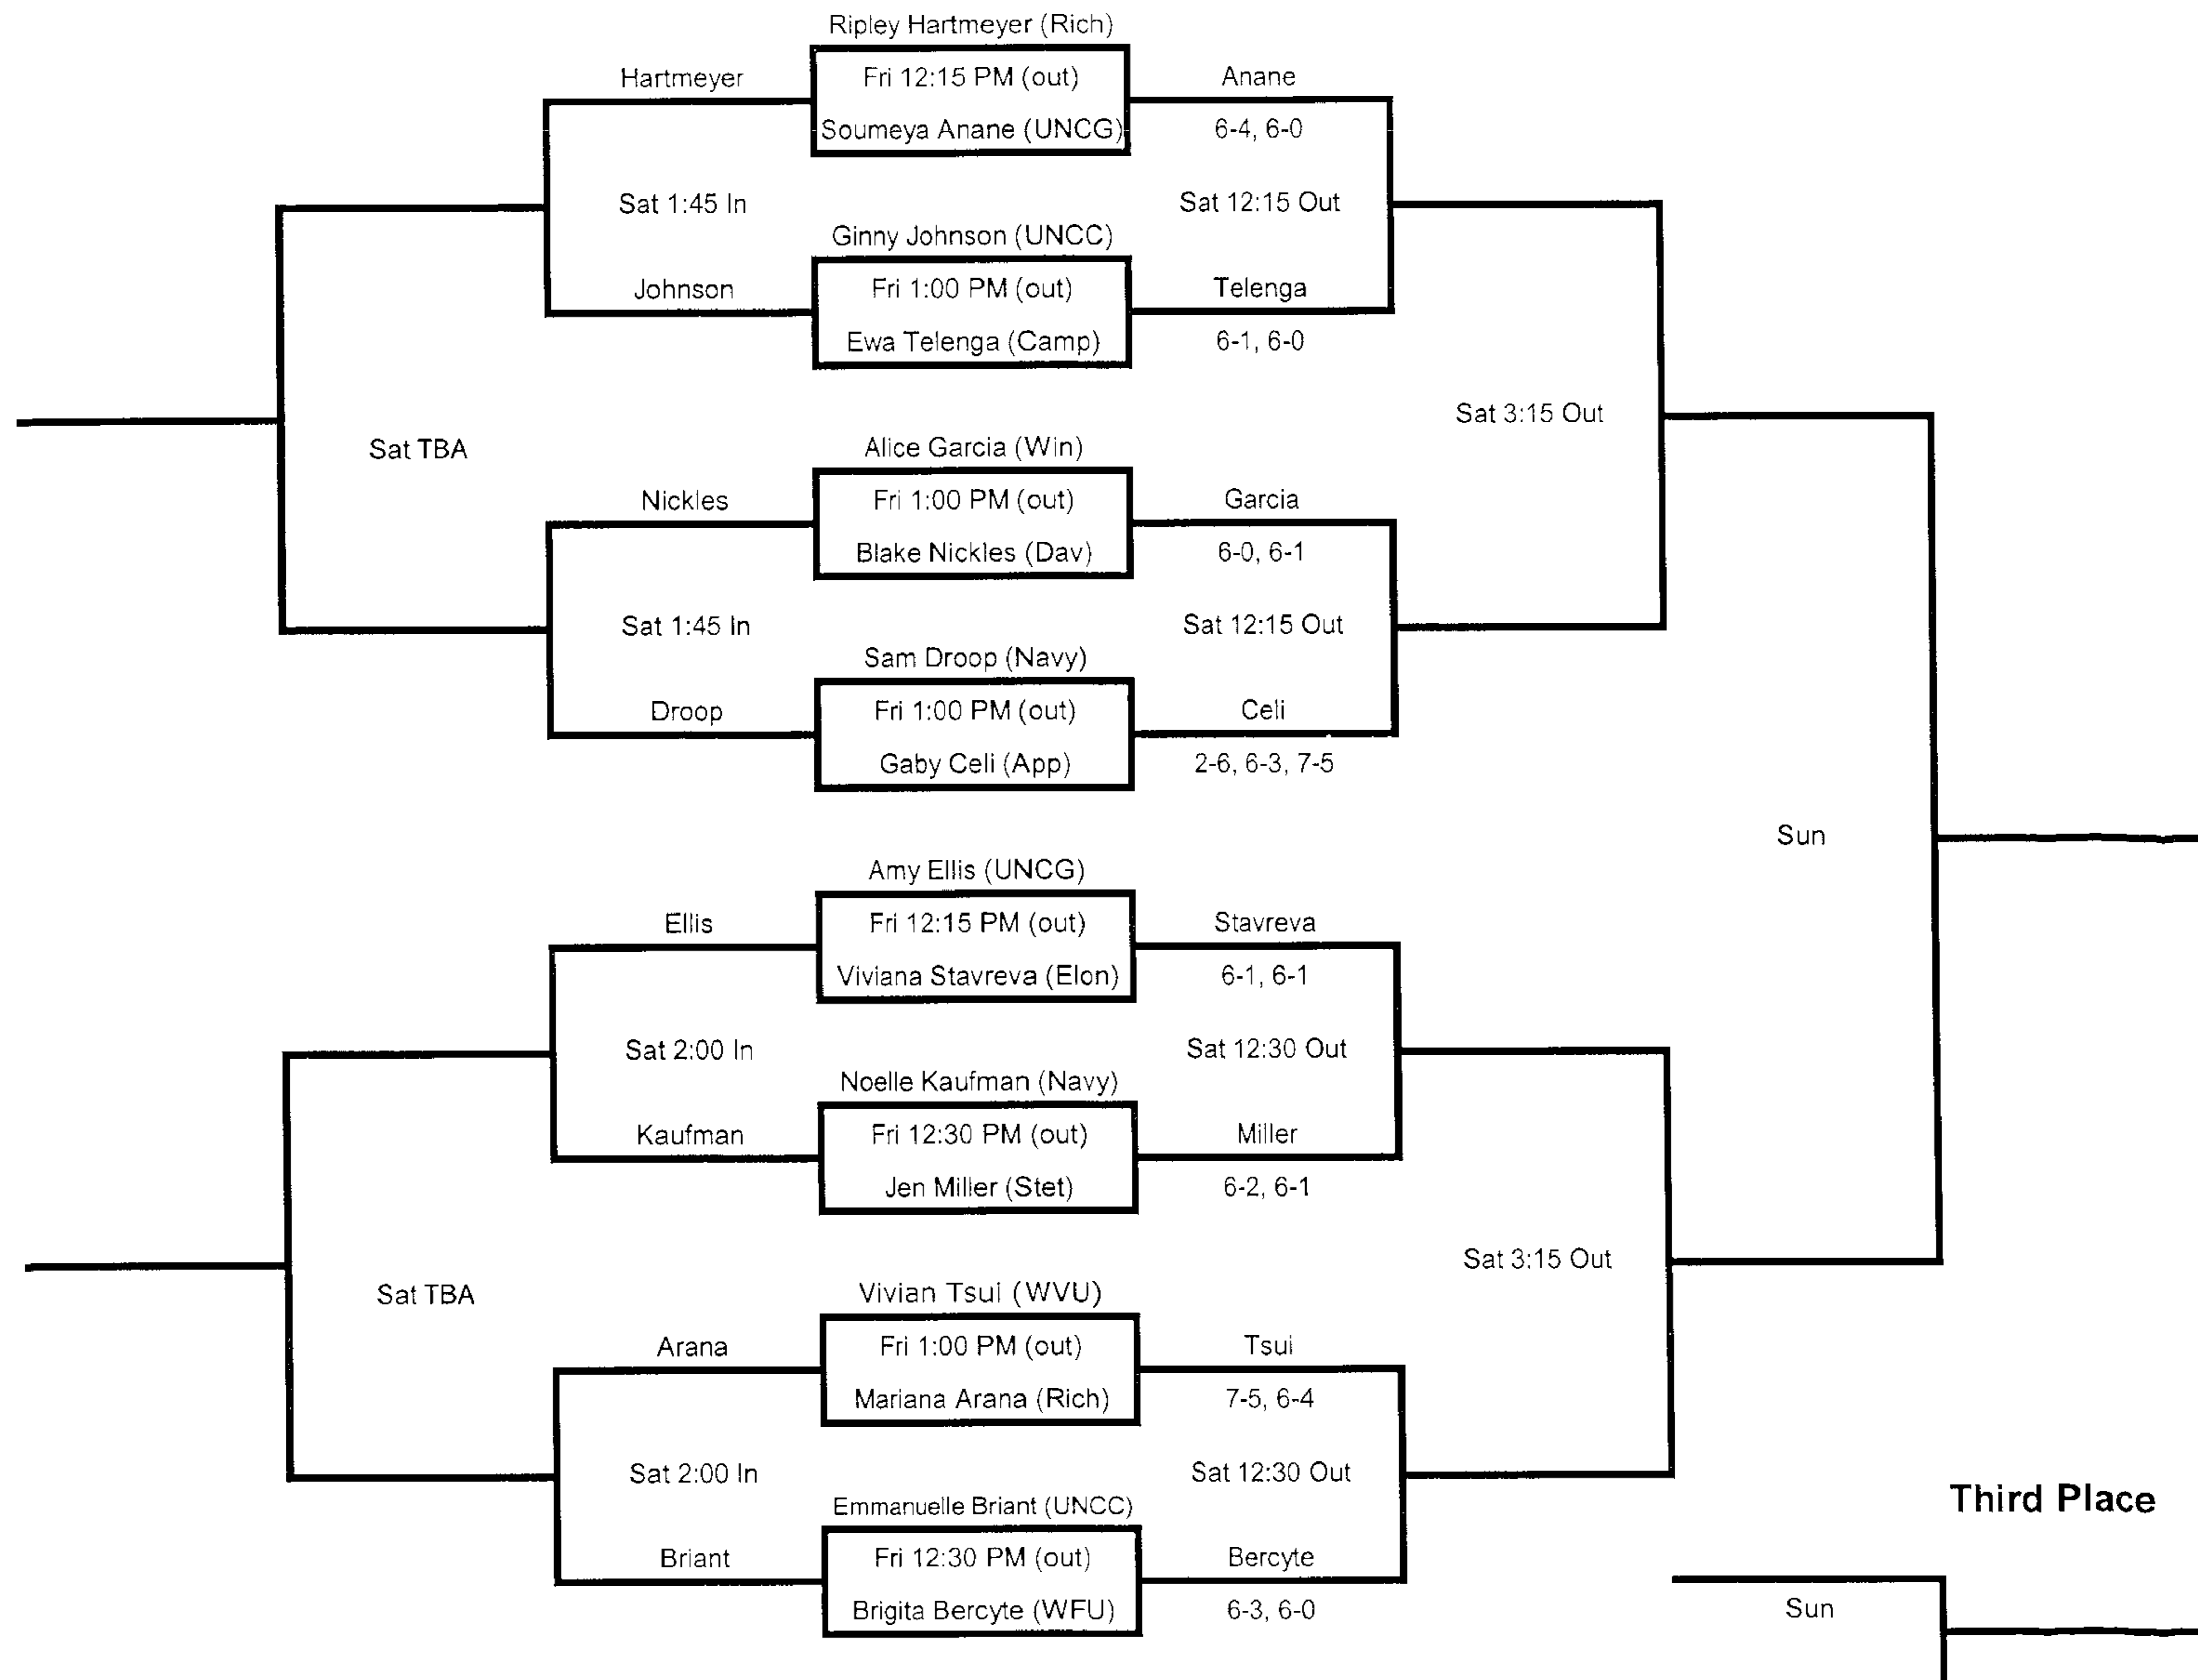 Ripley Hartmeyer (Rich)
Hartmeyer
Fri 12:15 PM (out)
Anane
Soumeya Anane (UNCG)
6-4, 6-0
Sat 1:45 In
Sat 12:15 Out
Ginny Johnson (UNCC)
Johnson
Fri 1:00 PM (out)
Telenga
Ewa Telenga (Camp)
6-1, 6-0
Sat 3:15 Out
Sat TBA
Alice Garcia (Win)
Nickles
Fri 1:00 PM (out)
Garcia
Blake Nickles (Dav)
6-0, 6-1
Sat 1:45 In
Sat 12:15 Out
Sam Droop (Navy)
Droop
Fri 1:00 PM (out)
Celi
Gaby Celi (App)
2-6, 6-3, 7-5
Sun
Amy Ellis (UNCG)
Ellis
Fri 12:15 PM (out)
Stavreva
Viviana Stavreva (Elon)
6-1, 6-1
Sat 2:00 In
Sat 12:30 Out
Noelle Kaufman (Navy)
Kaufman
Fri 12:30 PM (out)
Miller
Jen Miller (Stet)
6-2, 6-1
Sat 3:15 Out
Sat TBA
Vivian Tsui (WVU)
Arana
Fri 1:00 PM (out)
Tsui
Mariana Arana (Rich)
7-5, 6-4
Sat 2:00 In
Sat 12:30 Out
Third Place
Emmanuelle Briant (UNCC)
Briant
Fri 12:30 PM (out)
Bercyte
Brigita Bercyte (WFU)
6-3, 6-0
Sun